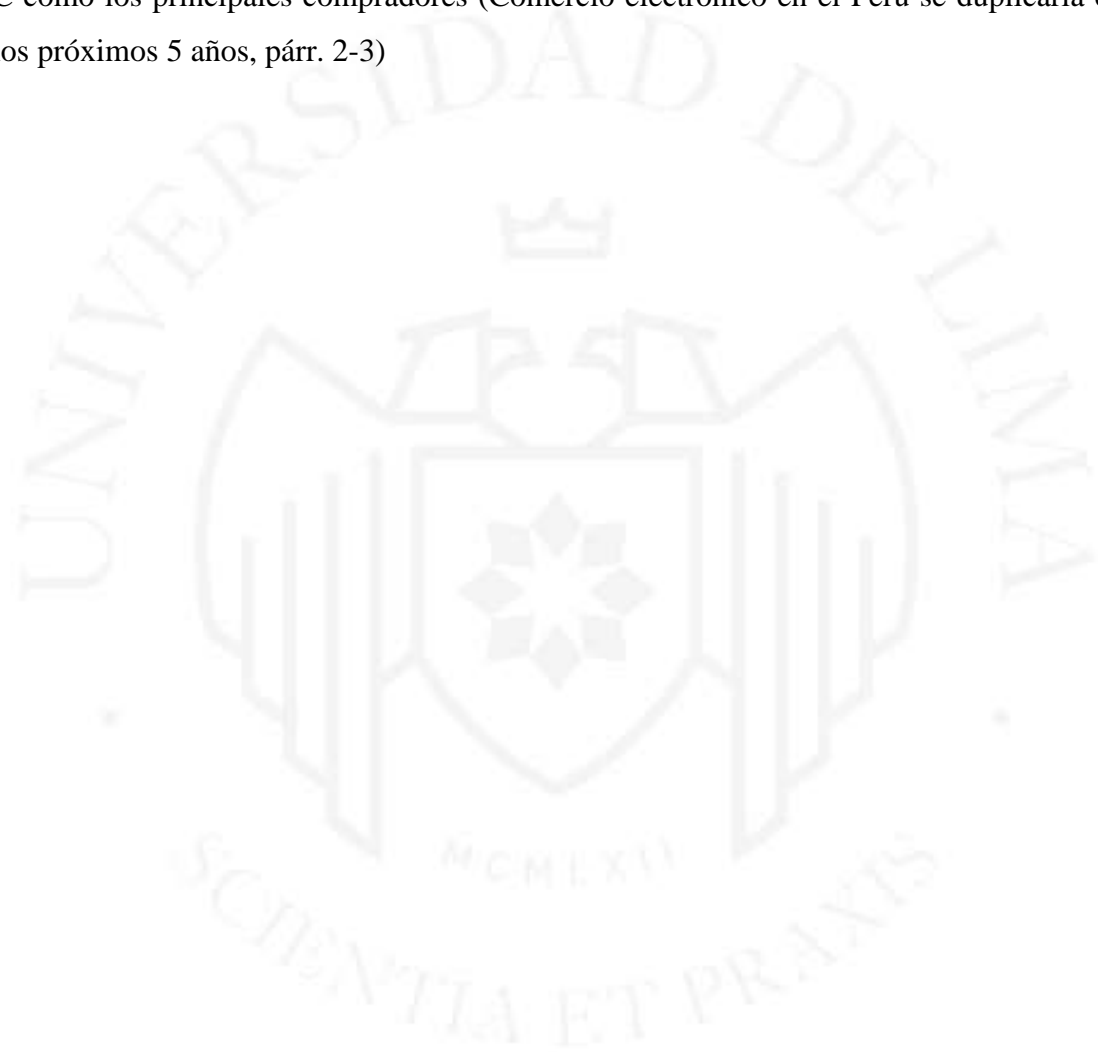 C como los principales compradores (Comercio electrónico en el Perú se duplicaría
os próximos 5 años, párr. 2-3)
UNIVERSIDAD DE LIMA
MCMLXII
SCIENTIA ET PRAXIS